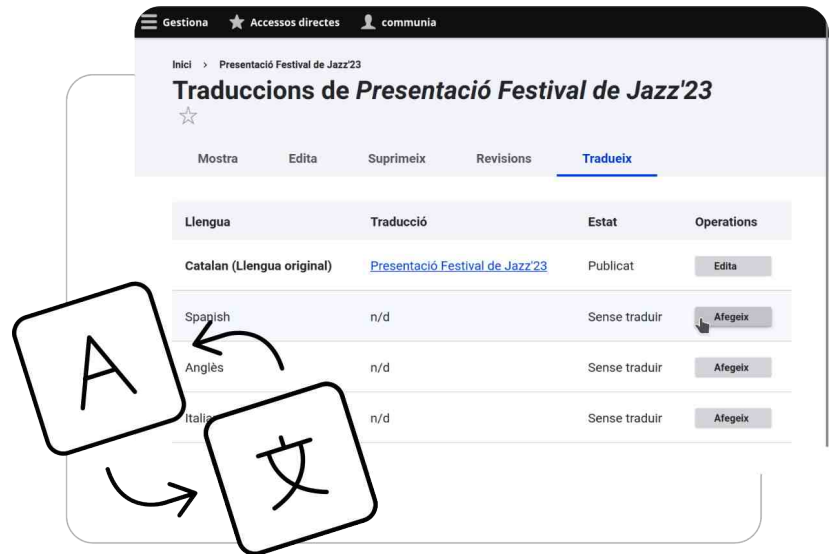 Gestiona Accessos directes communia
Inici > Presentació Festival de Jazz'23
Traduccions de Presentació Festival de Jazz'23
Mostra Edita Suprimeix Revisions Tradueix
Llengua Traducció Estat Operations
Catalan (Llengua original) Presentació Festival de Jazz'23 Publicat Edita
Spanish n/d Sense traduir Afegeix
Anglès n/d Sense traduir Afegeix
n/d Sense traduir Afegeix
A
文